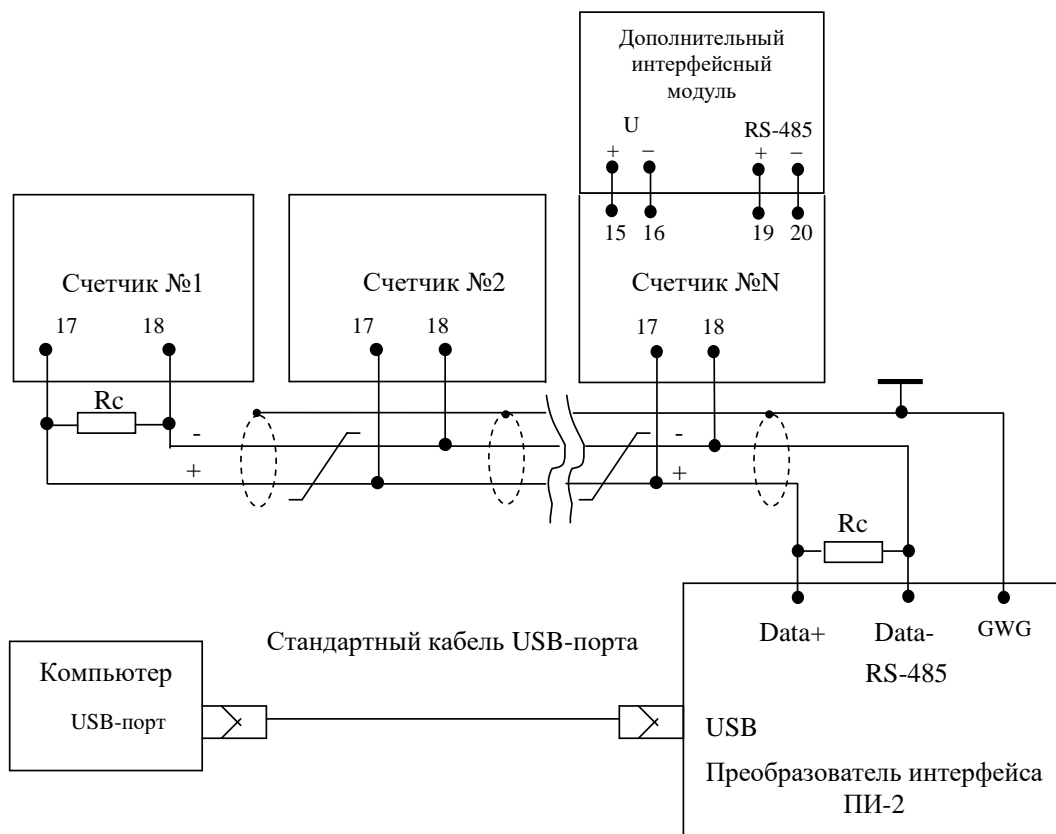 Дополнительный
интерфейсный
модуль
U
RS-485
+ –
+ –
15 16
19 20
Счетчик №1
Счетчик №2
Счетчик №N
17 18
17 18
17 18
Rc
-
+
-
+
Rc
Data+ Data- GWG
RS-485
Стандартный кабель USB-порта
Компьютер
USB-порт
USB
Преобразователь интерфейса
ПИ-2